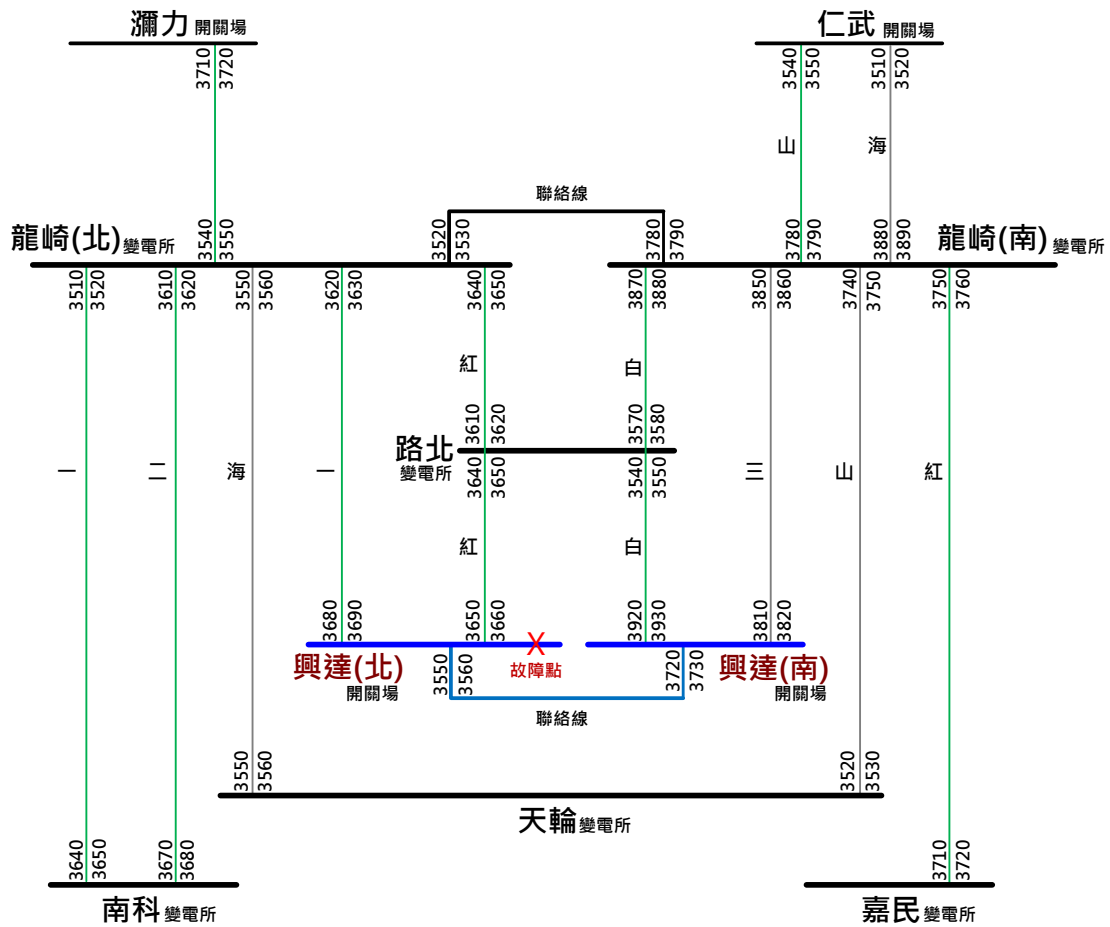 瀰力 開關場
仁武 開關場
3710
3720
3540
3550
3510
3520
山
海
聯絡線
龍崎(北) 變電所
3540
3550
3520
3530
3780
3790
3780
3790
3880
3890
龍崎(南) 變電所
3510
3520
3610
3620
3550
3560
3620
3630
3640
3650
3870
3880
3850
3860
3740
3750
3750
3760
紅
白
3610
3620
3570
3580
路北
變電所
3640
3650
3540
3550
一
二
海
一
三
山
紅
紅
白
3680
3690
3650
3660
3920
3930
3810
3820
X
故障點
興達(北)
開關場
3550
3560
3720
3730
興達(南)
開關場
聯絡線
3550
3560
3520
3530
天輪 變電所
3640
3650
3670
3680
3710
3720
南科 變電所
嘉民 變電所